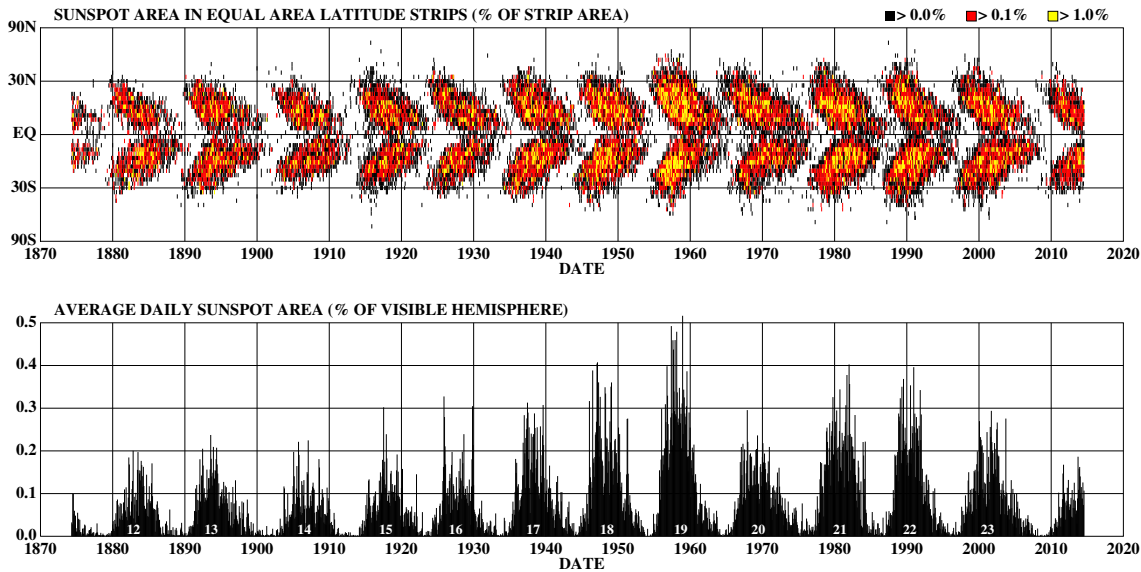 SUNSPOT AREA IN EQUAL AREA LATITUDE STRIPS (% OF STRIP AREA)
> 0.0% > 0.1% > 1.0%
90N
30N
EQ
30S
90S
1870 1880 1890 1900 1910 1920 1930 1940 1950 1960 1970 1980 1990 2000 2010 2020
DATE
AVERAGE DAILY SUNSPOT AREA (% OF VISIBLE HEMISPHERE)
0.5
0.4
0.3
0.2
0.1
0.0
12 13 14 15 16 17 18 19 20 21 22 23
1870 1880 1890 1900 1910 1920 1930 1940 1950 1960 1970 1980 1990 2000 2010 2020
DATE